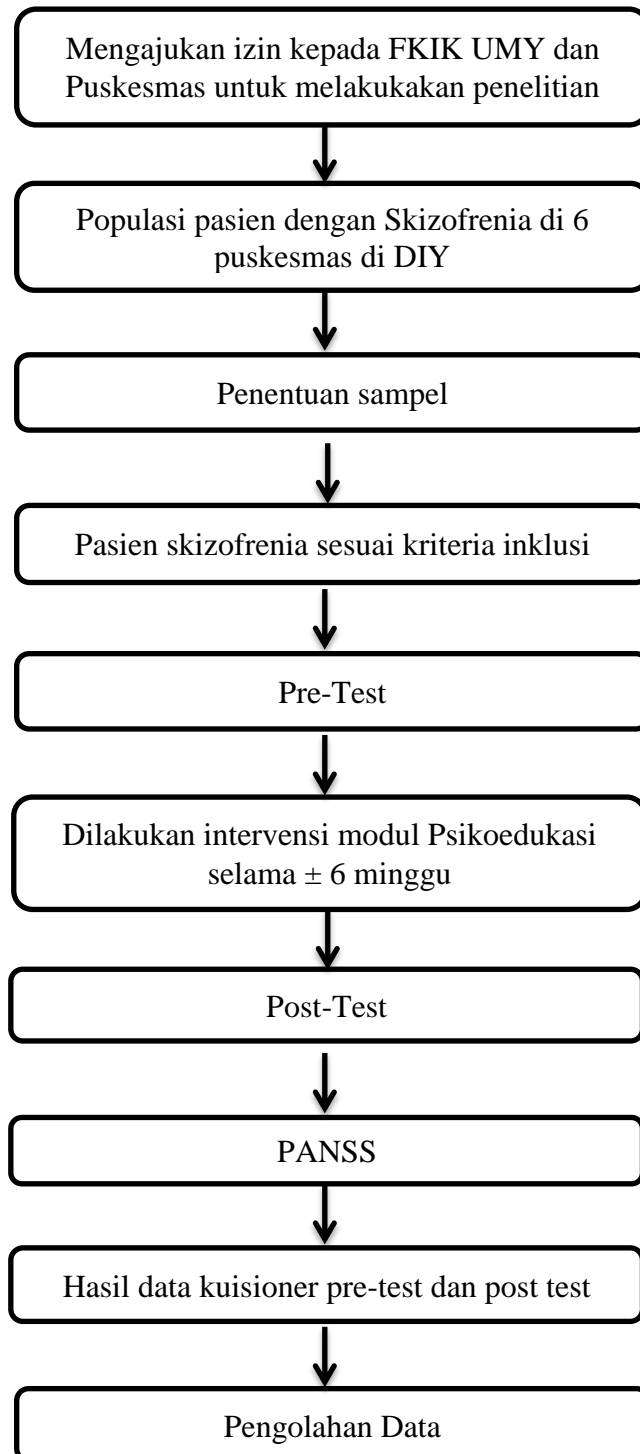 Mengajukan izin kepada FKIK UMY dan
Puskesmas untuk melakukakan penelitian
Populasi pasien dengan Skizofrenia di 6
puskesmas di DIY
Penentuan sampel
Pasien skizofrenia sesuai kriteria inklusi
Pre-Test
Dilakukan intervensi modul Psikoedukasi
selama ± 6 minggu
Post-Test
PANSS
Hasil data kuisioner pre-test dan post test
Pengolahan Data